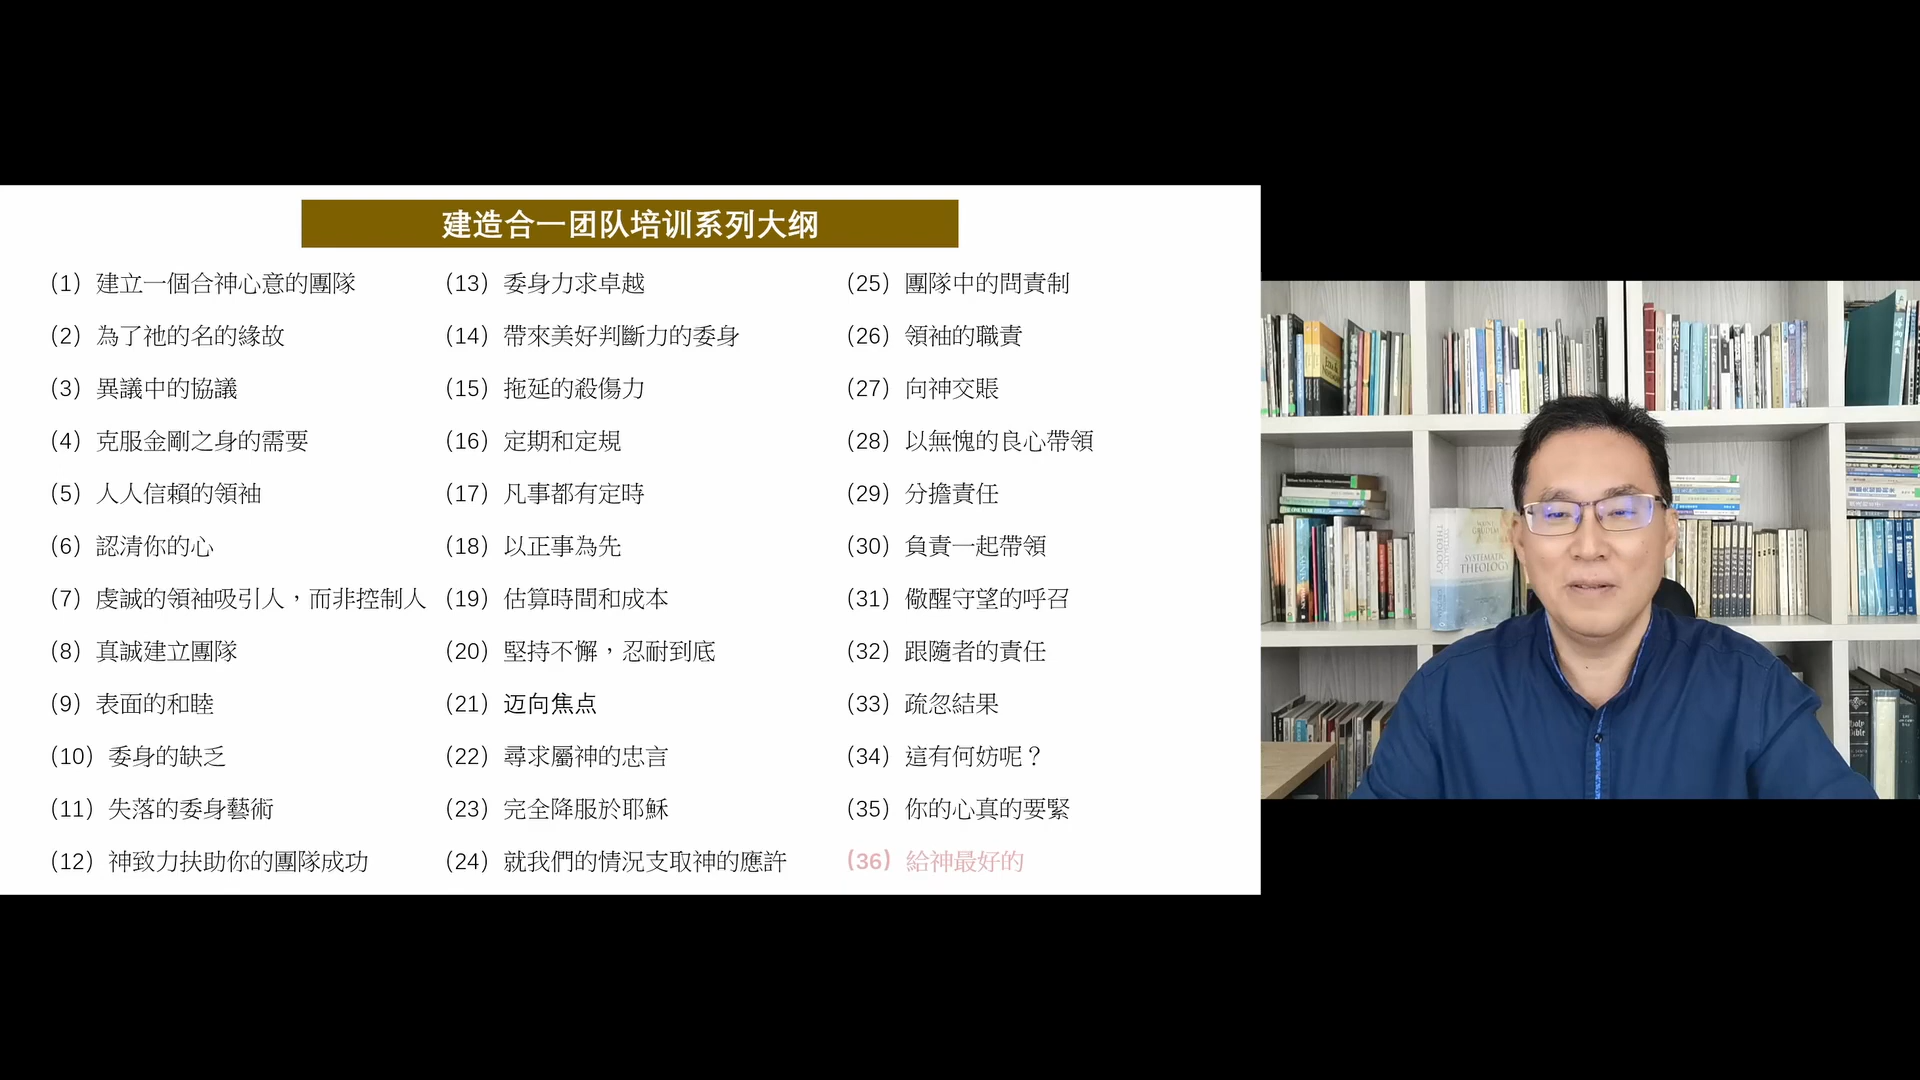 建造合一团队培训系列大纲
（1）建立一個合神心意的團隊
（2）為了祂的名的緣故
（3）異議中的協議
（4）克服金剛之身的需要
（5）人人信賴的領袖
（6）認清你的心
（7）虔誠的領袖吸引人，而非控制人
（8）真誠建立團隊
（9）表面的和睦
（10）委身的缺乏
（11）失落的委身藝術
（12）神致力扶助你的團隊成功
（13）委身力求卓越
（14）帶來美好判斷力的委身
（15）拖延的殺傷力
（16）定期和定規
（17）凡事都有定時
（18）以正事為先
（19）估算時間和成本
（20）堅持不懈，忍耐到底
（21）迈向焦点
（22）尋求屬神的忠言
（23）完全降服於耶穌
（24）就我們的情況支取神的應許
（25）團隊中的問責制
（26）領袖的職責
（27）向神交賬
（28）以無愧的良心帶領
（29）分擔責任
（30）負責一起帶領
（31）儆醒守望的呼召
（32）跟隨者的責任
（33）疏忽結果
（34）這有何妨呢？
（35）你的心真的要緊
（36）給神最好的
SYSTEMATIC
THEOLOGY
Holy
Bible